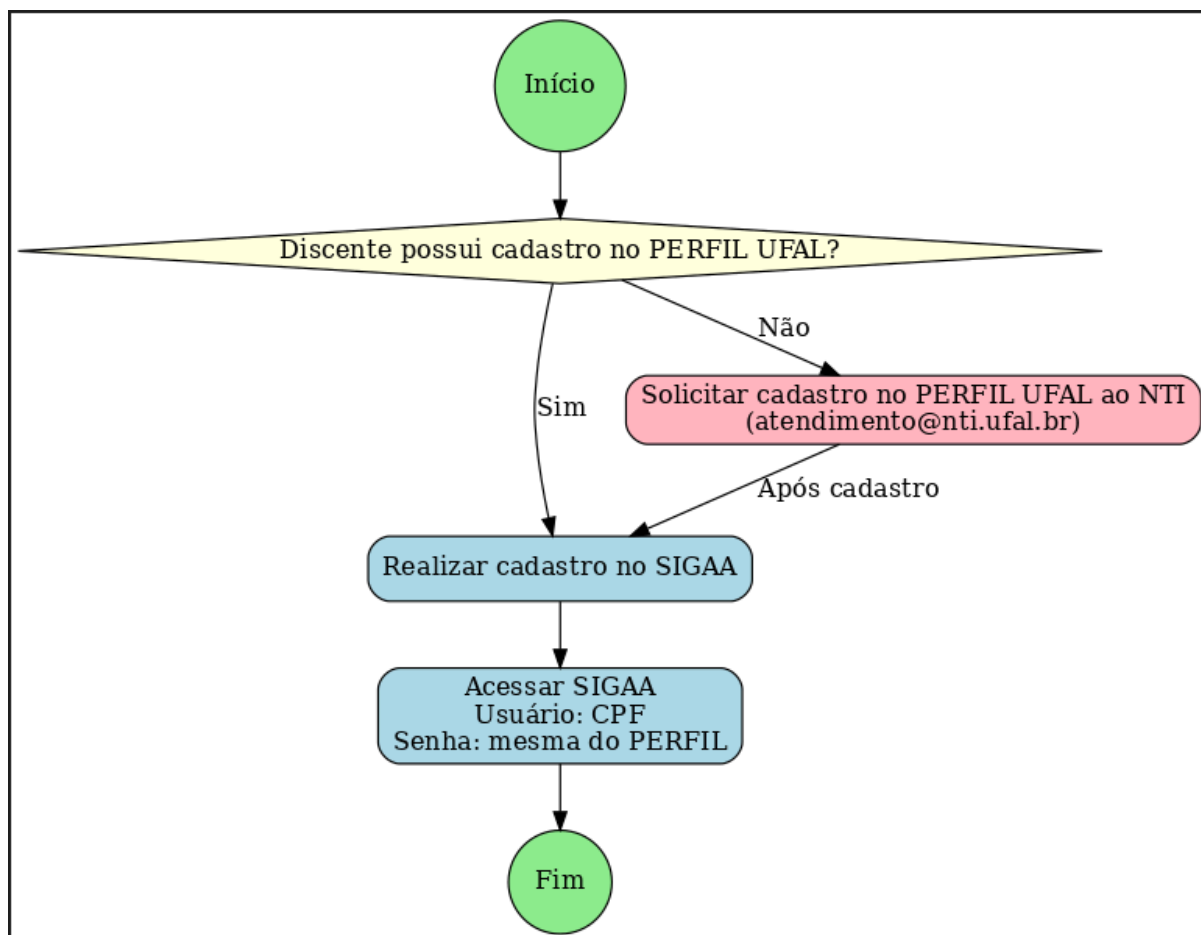 Início
Discente possui cadastro no PERFIL UFAL?
Não
Solicitar cadastro no PERFIL UFAL ao NTI
(atendimento@nti.ufal.br)
Sim
Após cadastro
Realizar cadastro no SIGAA
Acessar SIGAA
Usuário: CPF
Senha: mesma do PERFIL
Fim